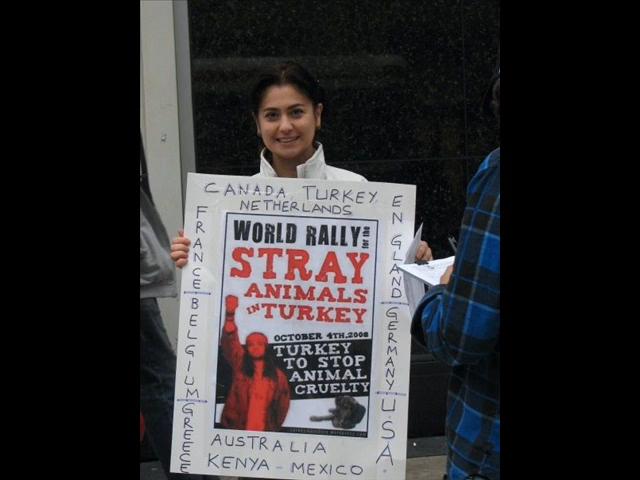 CANADA, TURKEY,
NETHERLANDS
FRANCE
BELGIUM
GREECE
WORLD RALLY for the
STRAY
ANIMALS
IN TURKEY
OCTOBER 4TH, 2008
TURKEY
TO STOP
ANIMAL
CRUELTY
ENGLAND
GERMANY
U.S.A.
AUSTRALIA
KENYA - MEXICO